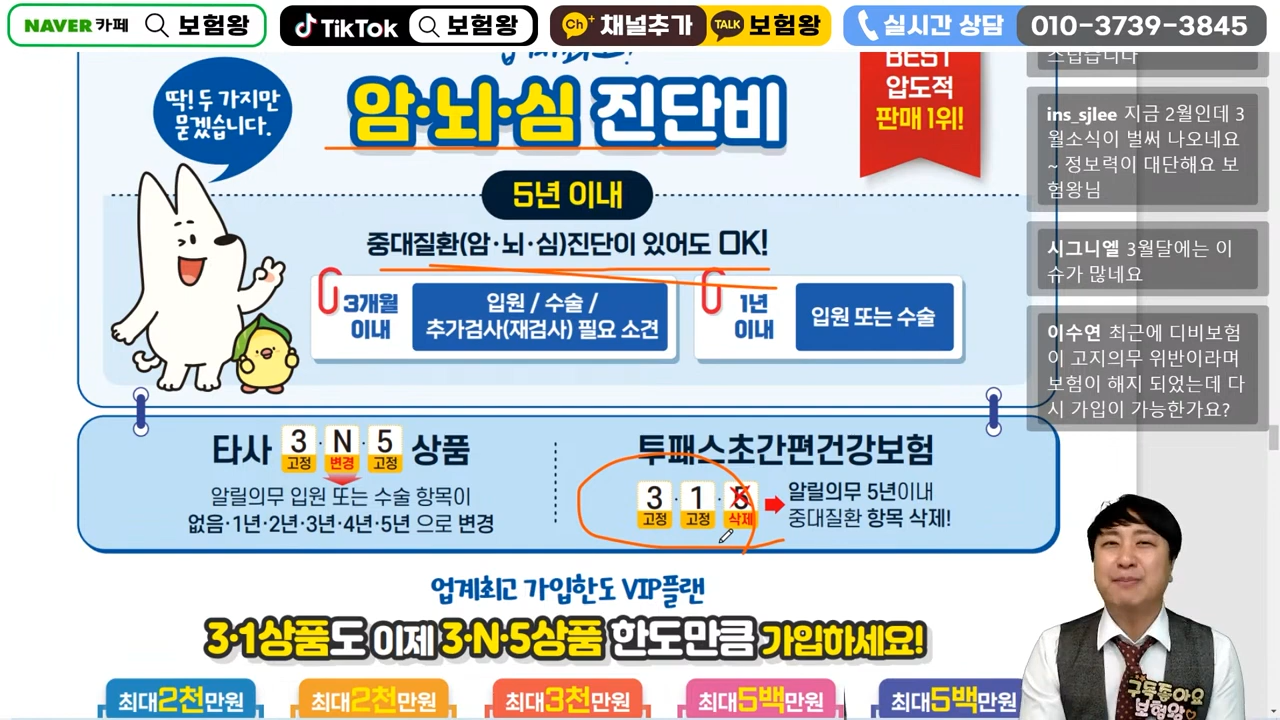 NAVER 카페 보험왕
TikTok 보험왕
Ch+ 채널추가 TALK 보험왕
실시간 상담 010-3739-3845
딱! 두 가지만
묻겠습니다.
암·뇌·심 진단비
BEST
압도적
판매 1위!
5년 이내
중대질환(암·뇌·심)진단이 있어도 OK!
3개월
이내
입원 / 수술 /
추가검사(재검사) 필요 소견
1년
이내
입원 또는 수술
타사 3·N·5 상품
고정 변경 고정
알릴의무 입원 또는 수술 항목이
없음·1년·2년·3년·4년·5년 으로 변경
투패스초간편건강보험
3·1·5
고정 고정 삭제
알릴의무 5년이내
중대질환 항목 삭제!
업계최고 가입한도 VIP플랜
3·1상품도 이제 3·N·5상품 한도만큼 가입하세요!
최대2천만원 최대2천만원 최대3천만원 최대5백만원 최대5백만원
스럽습니다
ins_sjlee 지금 2월인데 3
월소식이 벌써 나오네요
~ 정보력이 대단해요 보
험왕님
시그니엘 3월달에는 이
슈가 많네요
이수연 최근에 디비보험
이 고지의무 위반이라며
보험이 해지 되었는데 다
시 가입이 가능한가요?
구독좋아요
보험왕